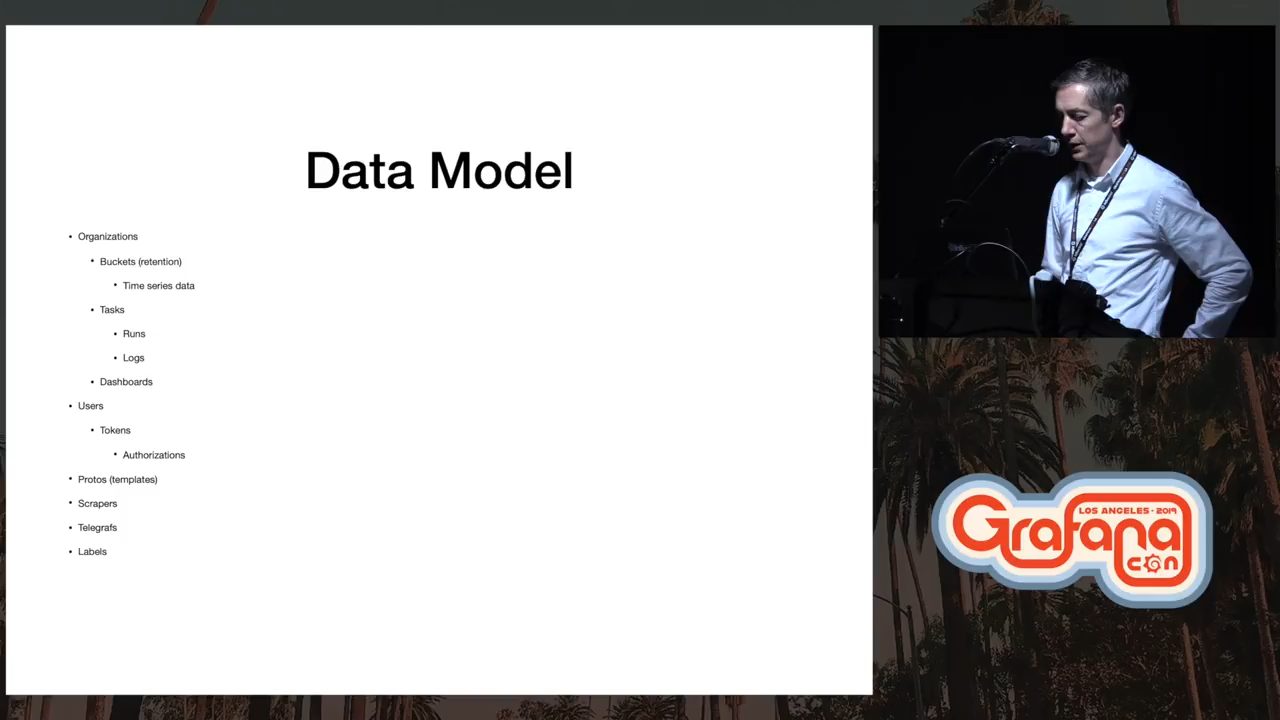 Data Model
• Organizations
• Buckets (retention)
• Time series data
• Tasks
• Runs
• Logs
• Dashboards
• Users
• Tokens
• Authorizations
• Protos (templates)
• Scrapers
• Telegrafs
• Labels
LOS ANGELES • 2019
Grafana
con